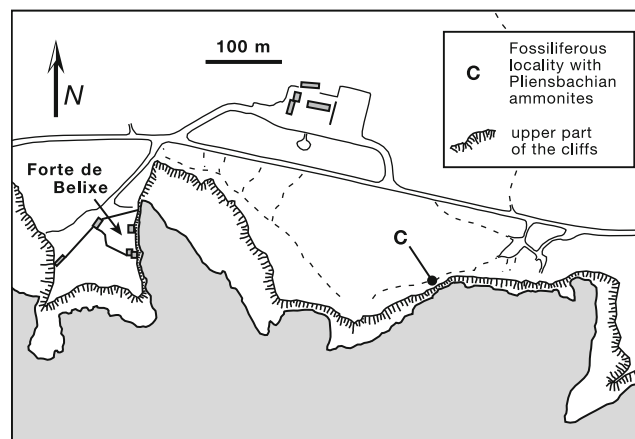 100 m
N
Forte de
Belixe
C
C
Fossiliferous
locality with
Pliensbachian
ammonites
upper part
of the cliffs